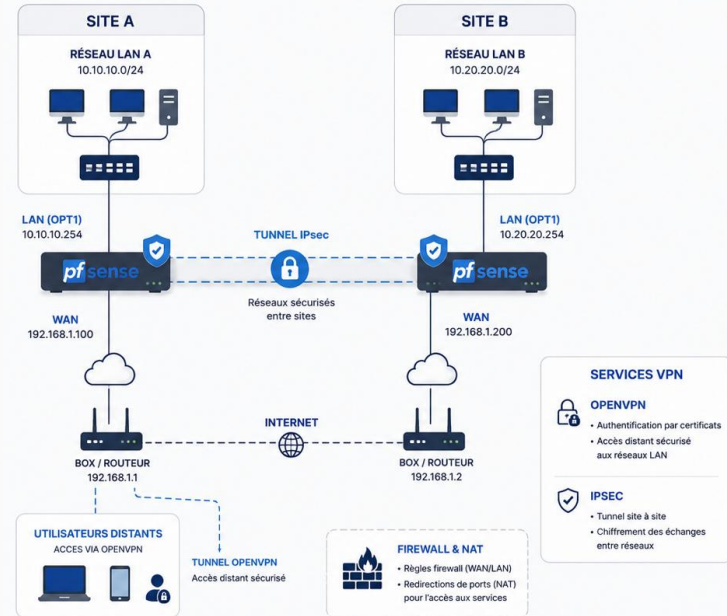 SITE A
RÉSEAU LAN A
10.10.10.0/24
SITE B
RÉSEAU LAN B
10.20.20.0/24
LAN (OPT1)
10.10.10.254
LAN (OPT1)
10.20.20.254
TUNNEL IPsec
pfsense
pfsense
Réseaux sécurisés
entre sites
WAN
192.168.1.100
WAN
192.168.1.200
INTERNET
BOX / ROUTEUR
192.168.1.1
BOX / ROUTEUR
192.168.1.2
UTILISATEURS DISTANTS
ACCES VIA OPENVPN
TUNNEL OPENVPN
Accès distant sécurisé
FIREWALL & NAT
• Règles firewall (WAN/LAN)
• Redirections de ports (NAT)
pour l'accès aux services
SERVICES VPN
OPENVPN
• Authentification par certificats
• Accès distant sécurisé
aux réseaux LAN
IPSEC
• Tunnel site à site
• Chiffrement des échanges
entre réseaux